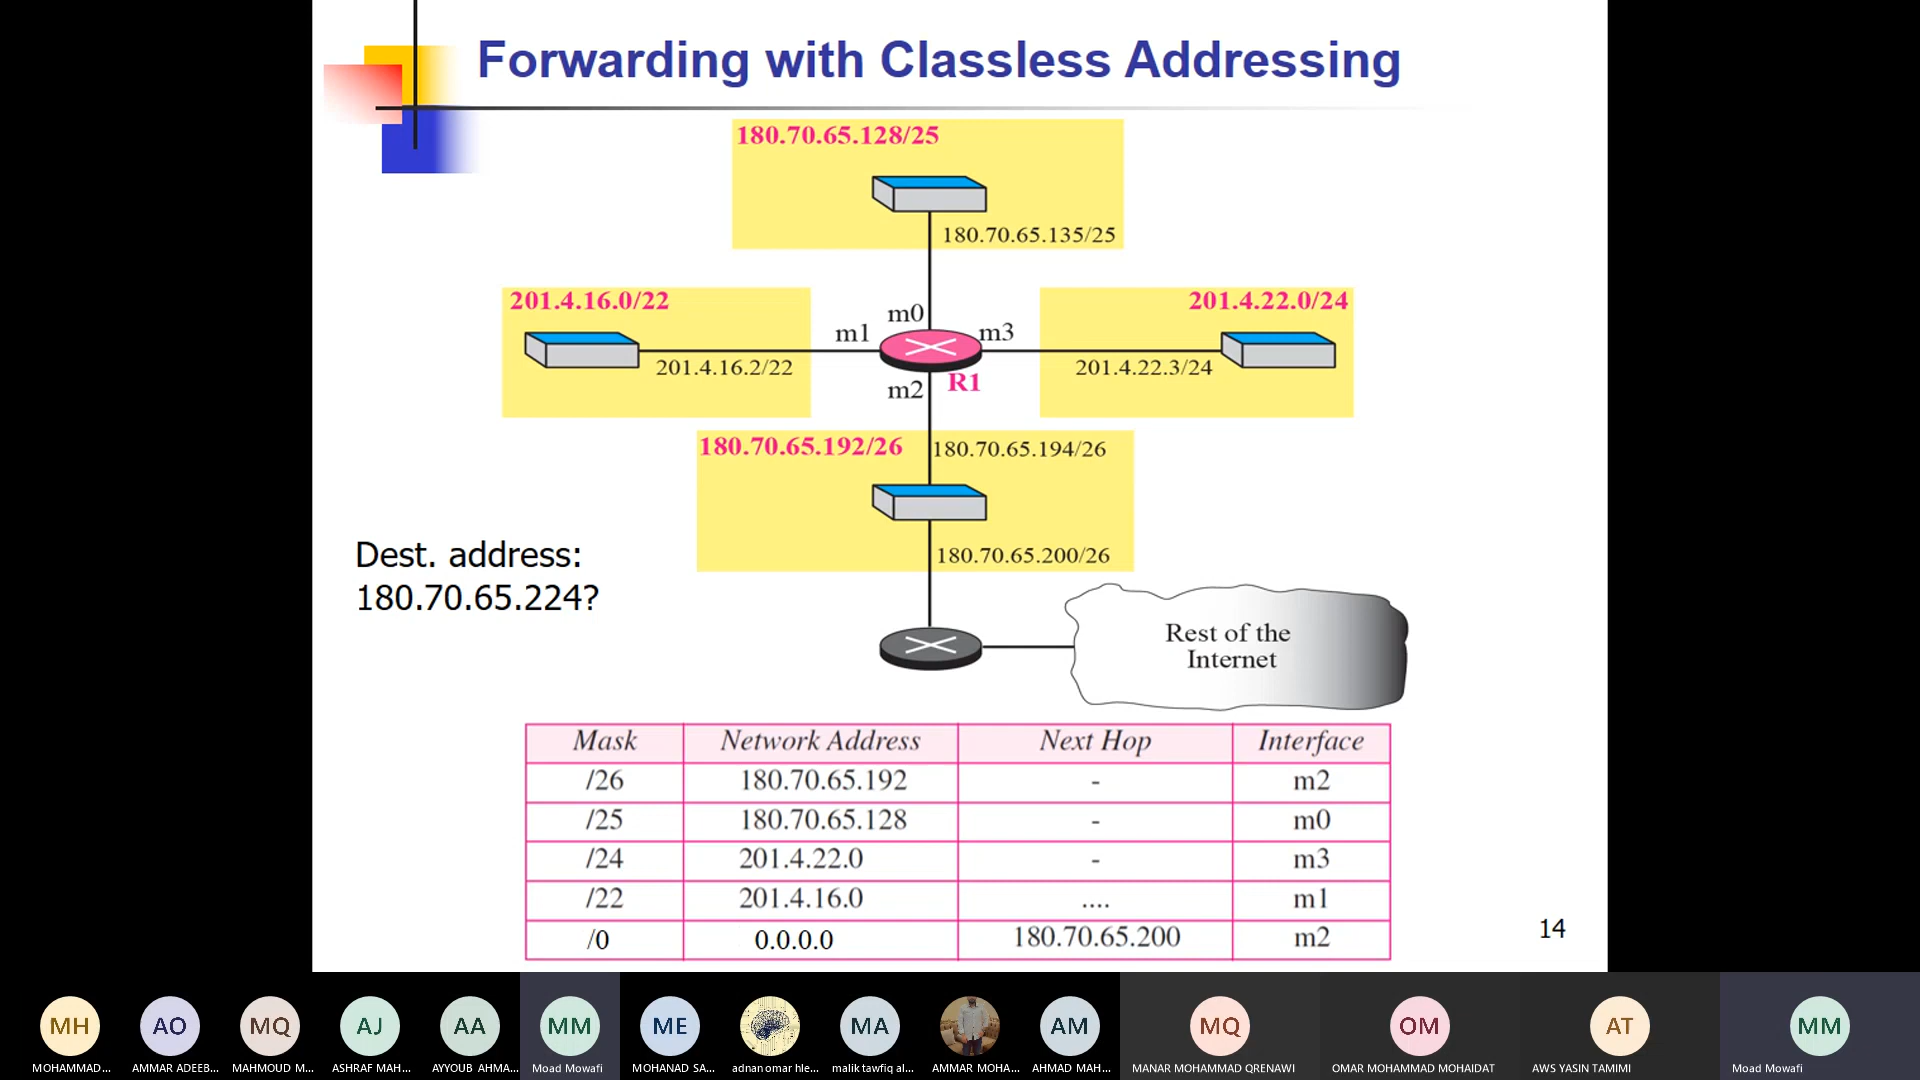 Forwarding with Classless Addressing
180.70.65.128/25
180.70.65.135/25
201.4.16.0/22
201.4.22.0/24
m0
m1
m3
201.4.16.2/22
201.4.22.3/24
m2
R1
180.70.65.192/26
180.70.65.194/26
180.70.65.200/26
Dest. address:
180.70.65.224?
Rest of the
Internet
Mask Network Address Next Hop Interface
/26 180.70.65.192 - m2
/25 180.70.65.128 - m0
/24 201.4.22.0 - m3
/22 201.4.16.0 .... m1
/0 0.0.0.0 180.70.65.200 m2
14
MH AO MQ AJ AA MM ME MA AM MQ OM AT MM
MOHAMMAD... AMMAR ADEEB... MAHMOUD M... ASHRAF MAH... AYYOUB AHMA... Moad Mowafi MOHANAD SA... adnan omar hle... malik tawfiq al... AMMAR MOHA... AHMAD MAH... MANAR MOHAMMAD QRENAWI OMAR MOHAMMAD MOHAIDAT AWS YASIN TAMIMI Moad Mowafi